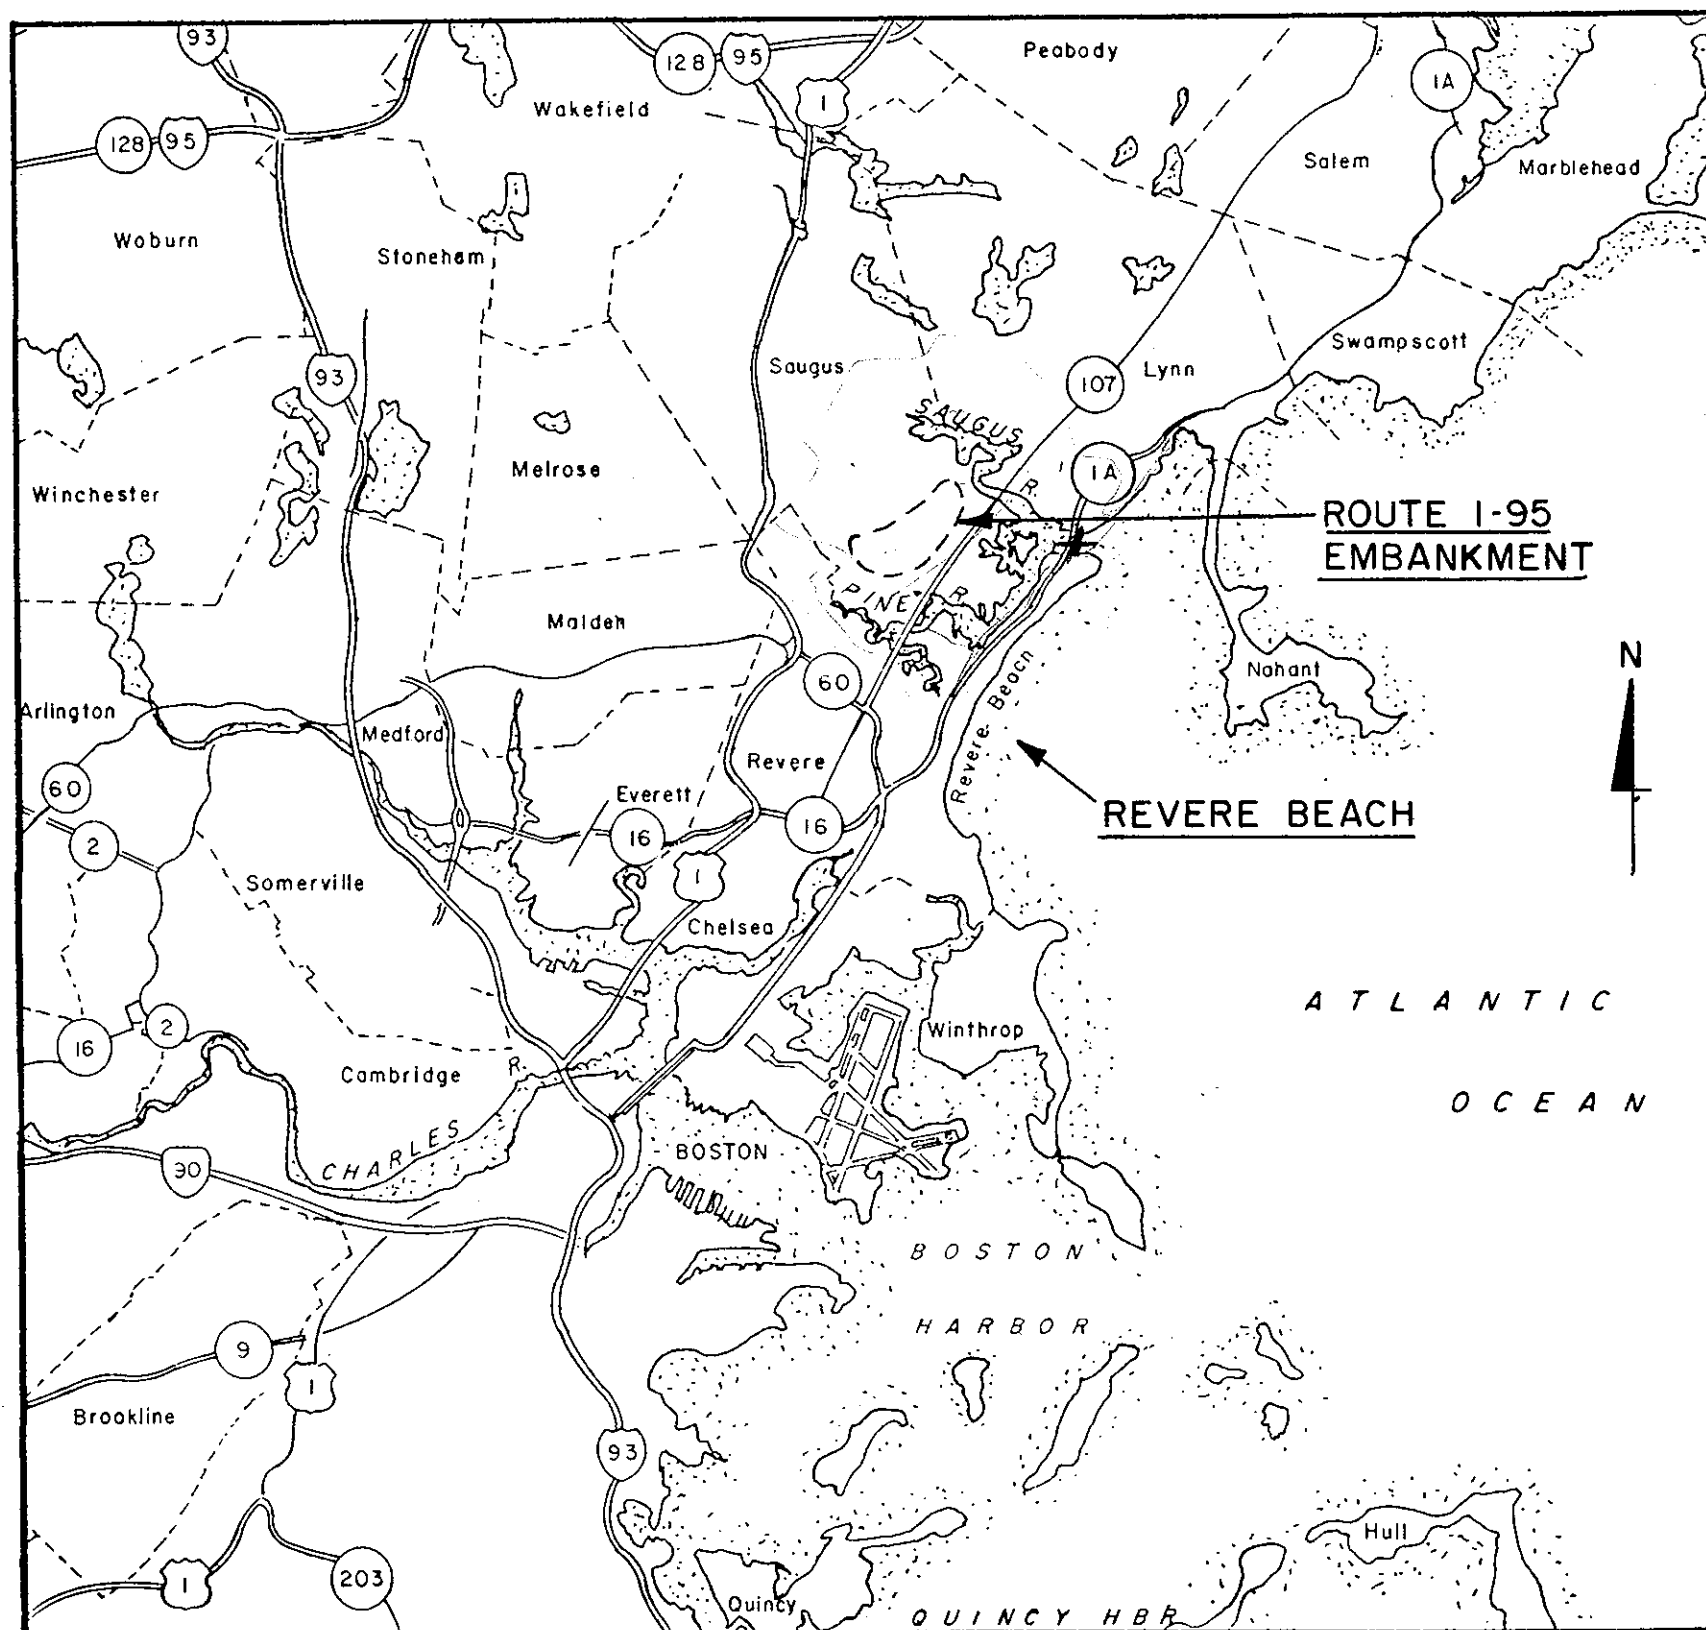 93
128
95
1
Peabody
1A
Wakefield
128
95
Salem
Marblehead
Woburn
Stoneham
Swampscott
93
Saugus
107
Lynn
SAUGUS
R.
Melrose
1A
Winchester
ROUTE I-95
EMBANKMENT
PINE
R.
Malden
N
60
Revere Beach
Nahant
Arlington
Medford
Revere
60
Everett
16
16
REVERE BEACH
2
1
Somerville
Chelsea
ATLANTIC
2
16
Winthrop
Cambridge
R.
OCEAN
CHARLES
BOSTON
90
BOSTON
HARBOR
9
1
Brookline
93
Hull
1
203
Quincy
QUINCY HBR